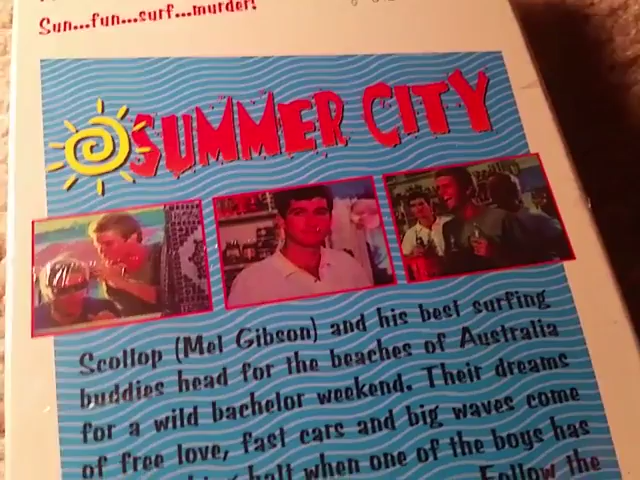 Sun...fun...surf...murder!
SUMMER CITY
Scollop (Mel Gibson) and his best surfing
buddies head for the beaches of Australia
for a wild bachelor weekend. Their dreams
of free love, fast cars and big waves come
halt when one of the boys has
Follow the